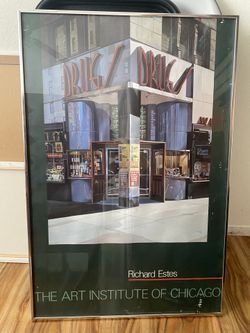 DRUGS DRUGS
Richard Estes
THE ART INSTITUTE OF CHICAGO